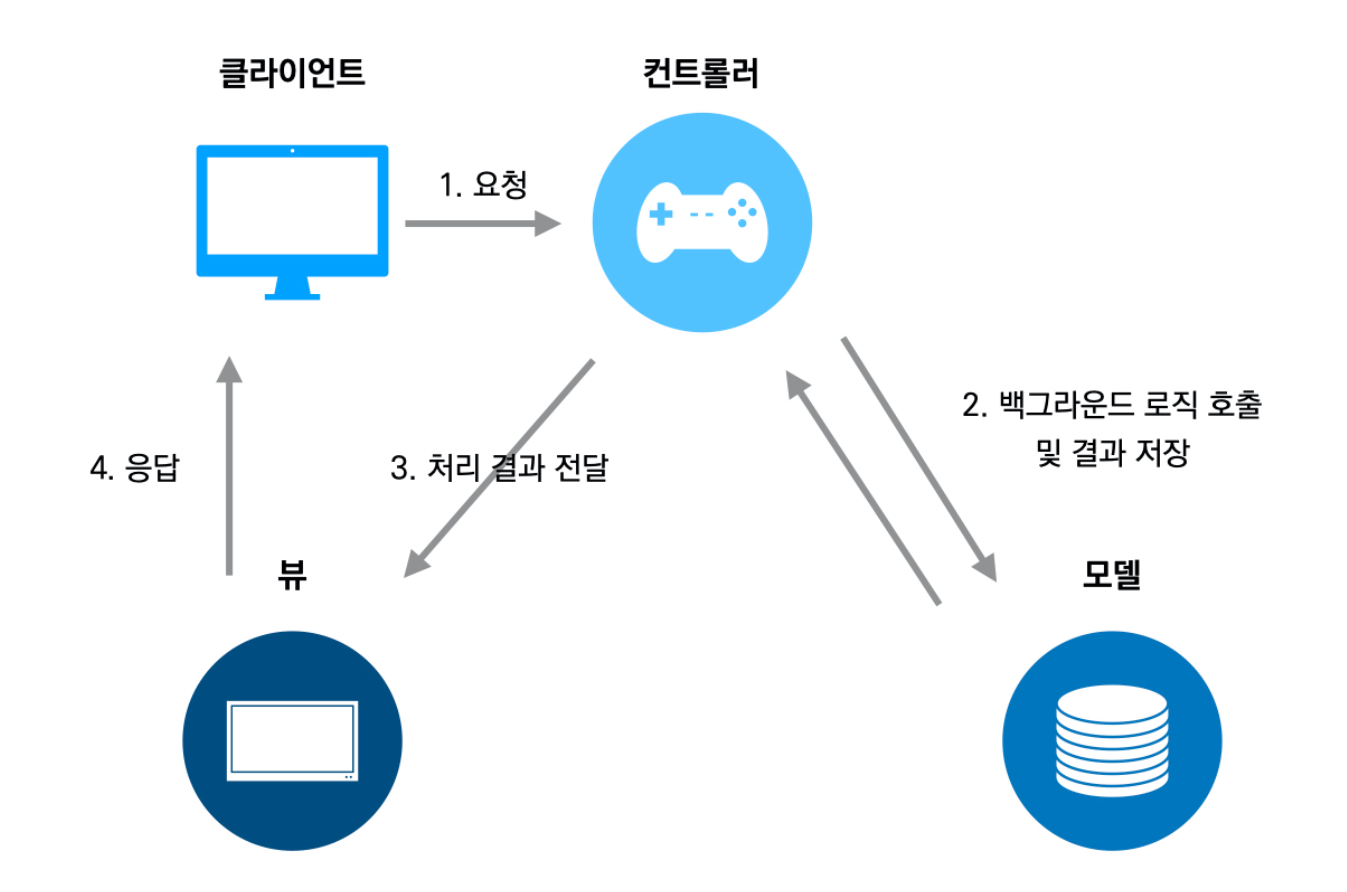 클라이언트
컨트롤러
1. 요청
2. 백그라운드 로직 호출
및 결과 저장
3. 처리 결과 전달
4. 응답
뷰
모델